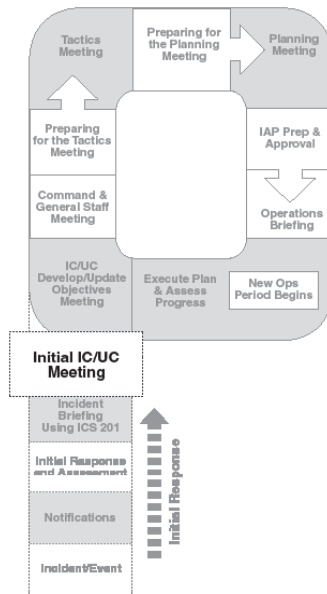 Tactics
Meeting
Preparing for
the Planning
Meeting
Planning
Meeting
Preparing
for the Tactics
Meeting
IAP Prep &
Approval
Command &
General Staff
Meeting
Operations
Briefing
IC/UC
Develop/Update
Objectives
Meeting
Execute Plan
& Assess
Progress
New Ops
Period Begins
Initial IC/UC
Meeting
Incident
Briefing
Using ICS 201
Initial Response
and Assessment
Notifications
Incident/Event
Initial Response